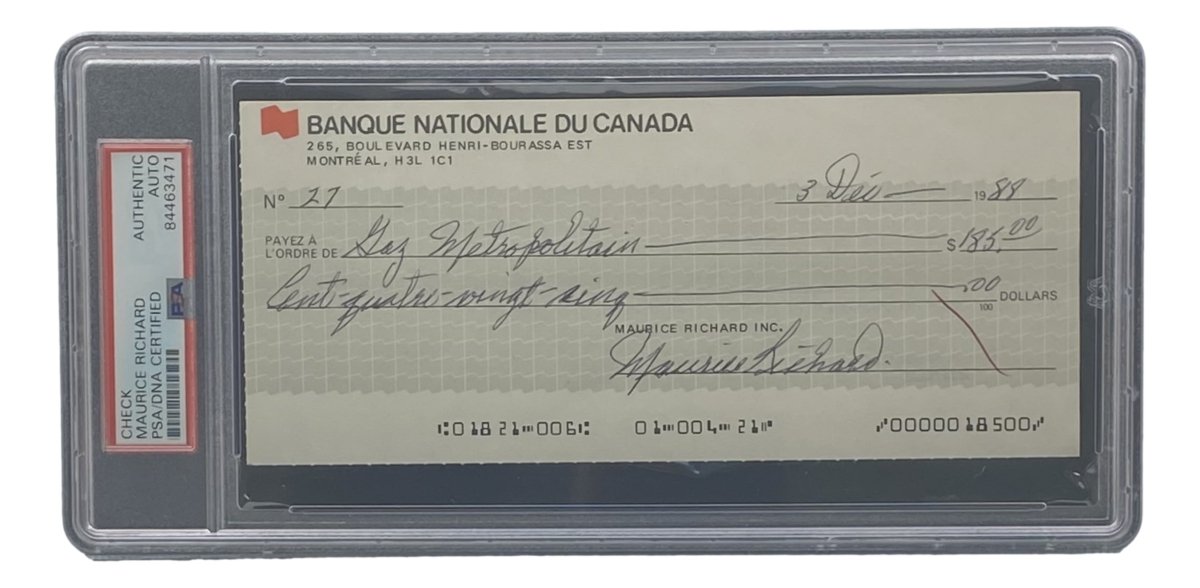 CHECK
MAURICE RICHARD
PSA/DNA CERTIFIED
AUTHENTIC
AUTO
84463471
PSA
BANQUE NATIONALE DU CANADA
265, BOULEVARD HENRI-BOURASSA EST
MONTRÉAL, H3L 1C1
Nº 27
3 Déc 1988
PAYEZ À
L'ORDRE DE Gaz Metropolitain $ 185.00
Cent-quatre-vingt-cinq 00/100 DOLLARS
MAURICE RICHARD INC.
Maurice Richard.
⑆01821⑉006⑆ 01⑉004⑉21⑈ ⑇0000018500⑇